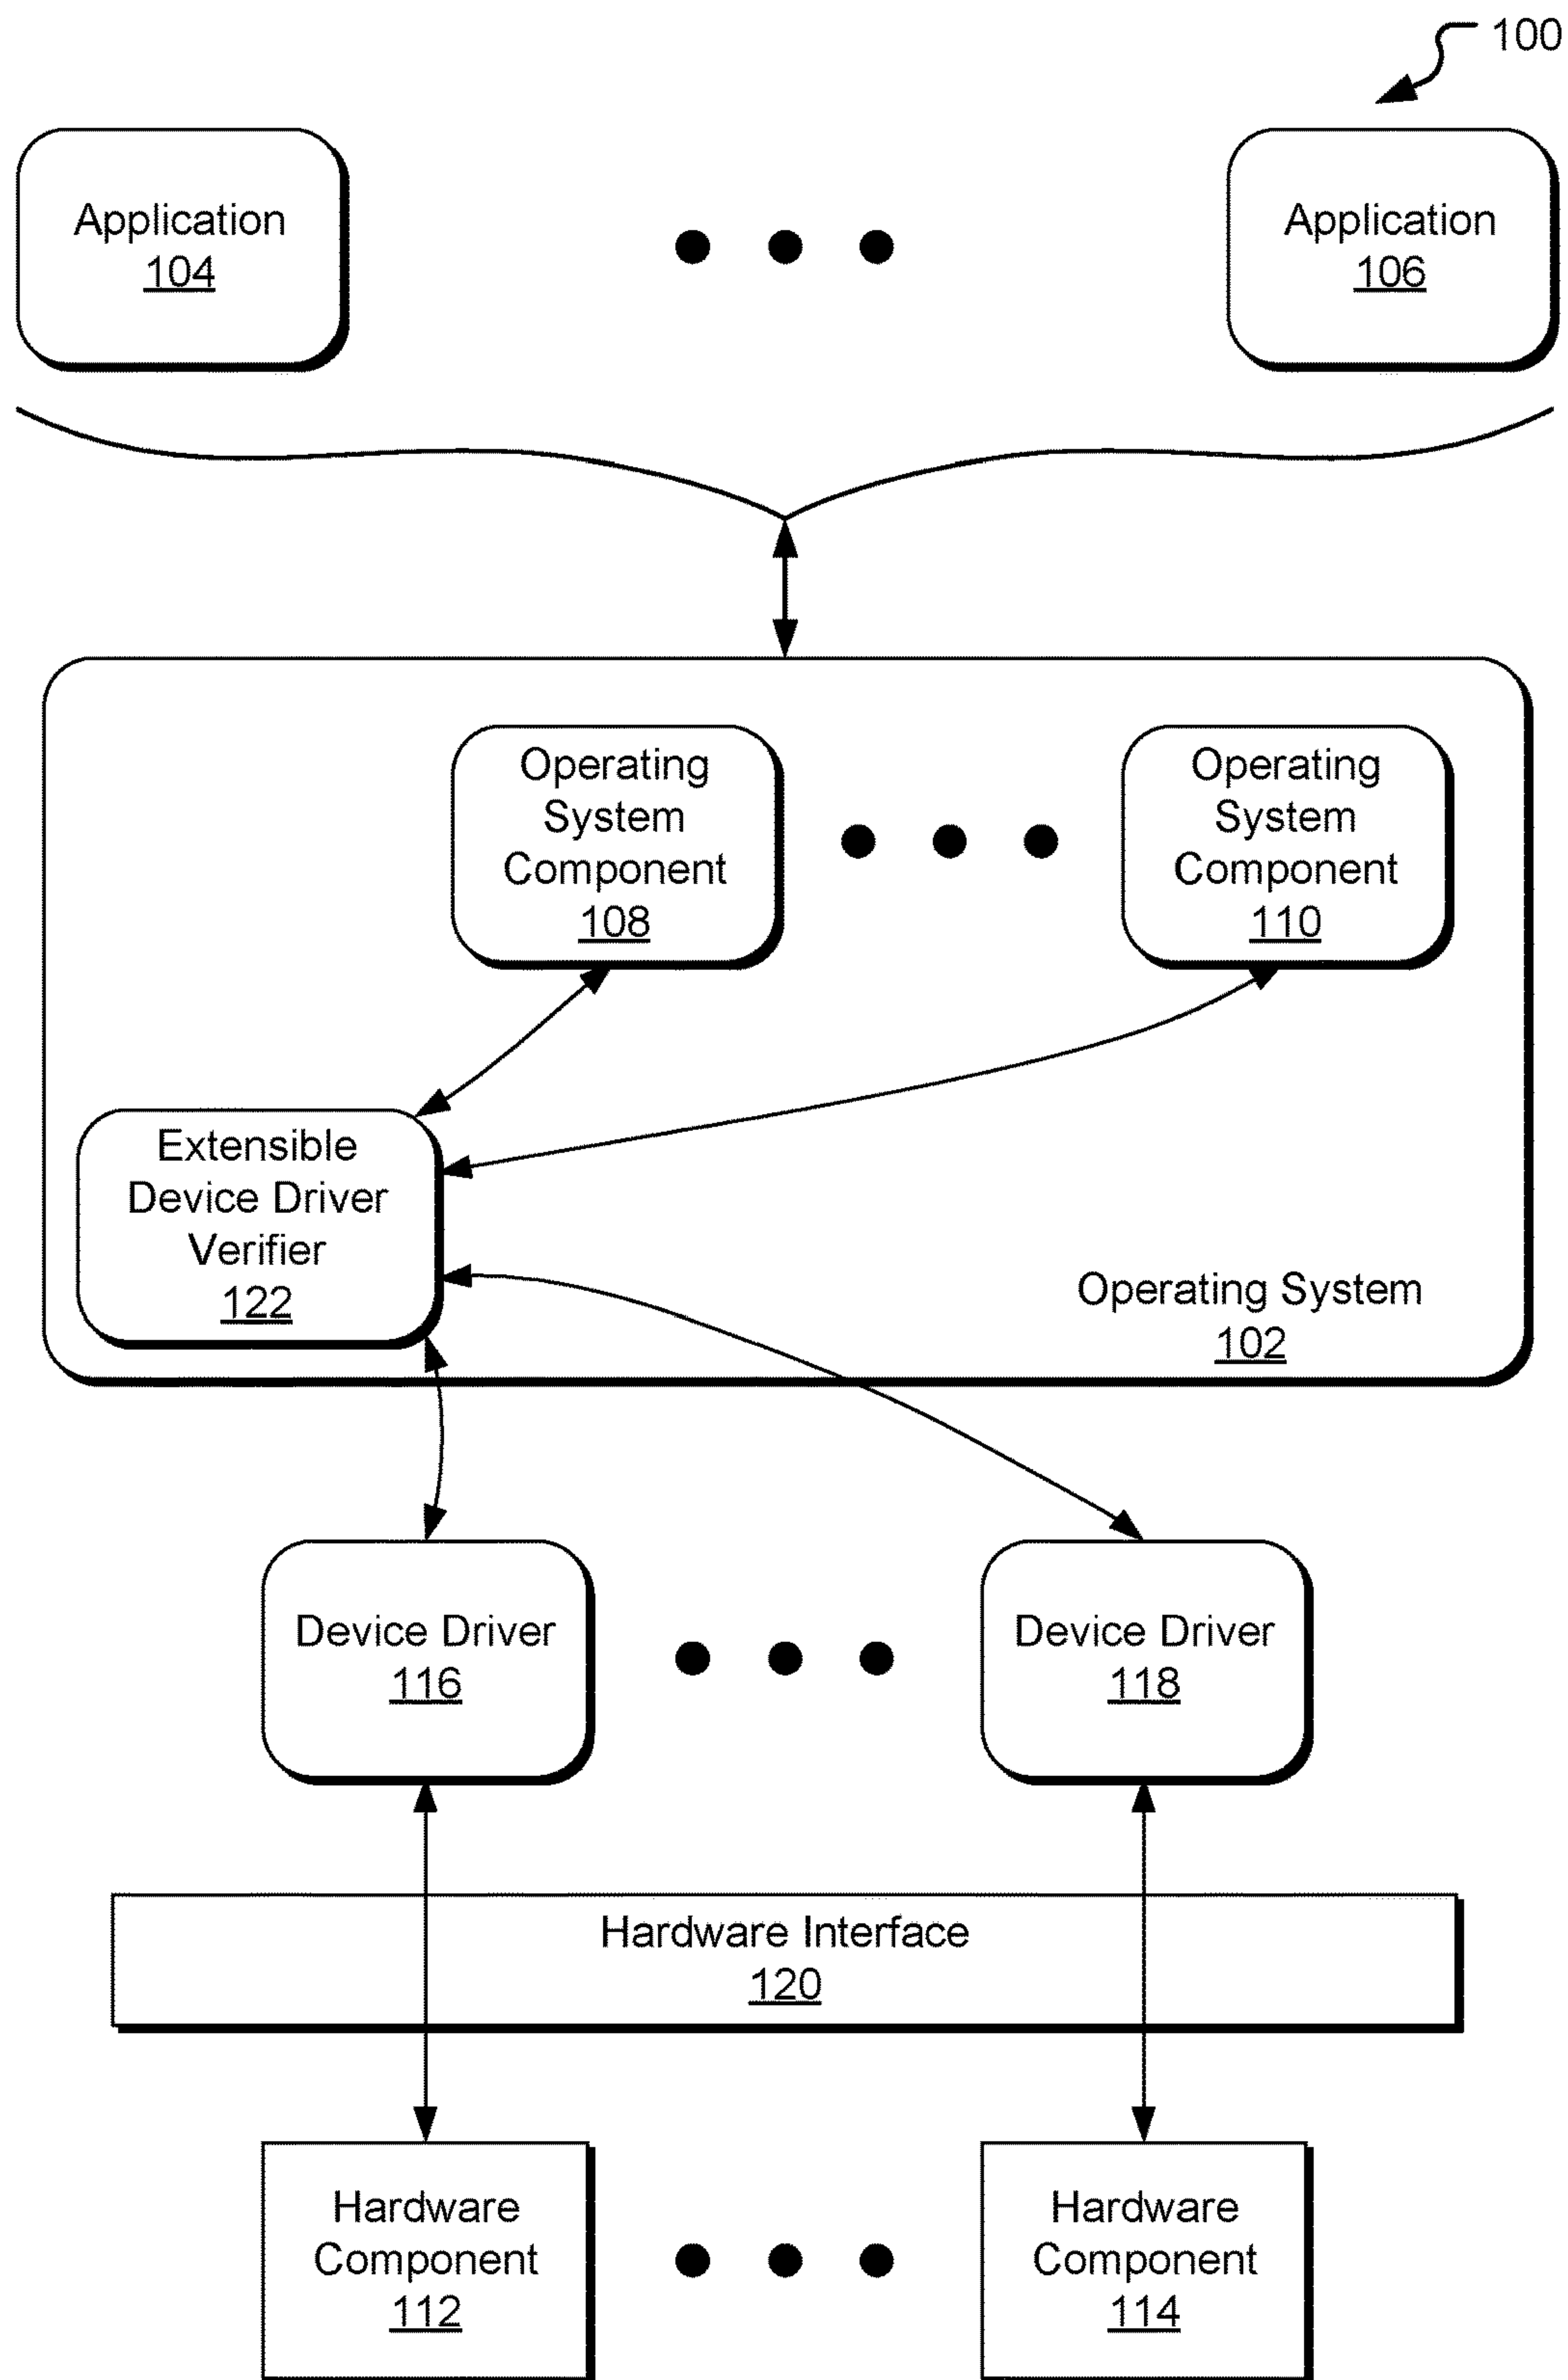 100
Application
104
Application
106
Operating
System
Component
108
Operating
System
Component
110
Extensible
Device Driver
Verifier
122
Operating System
102
Device Driver
116
Device Driver
118
Hardware Interface
120
Hardware
Component
112
Hardware
Component
114